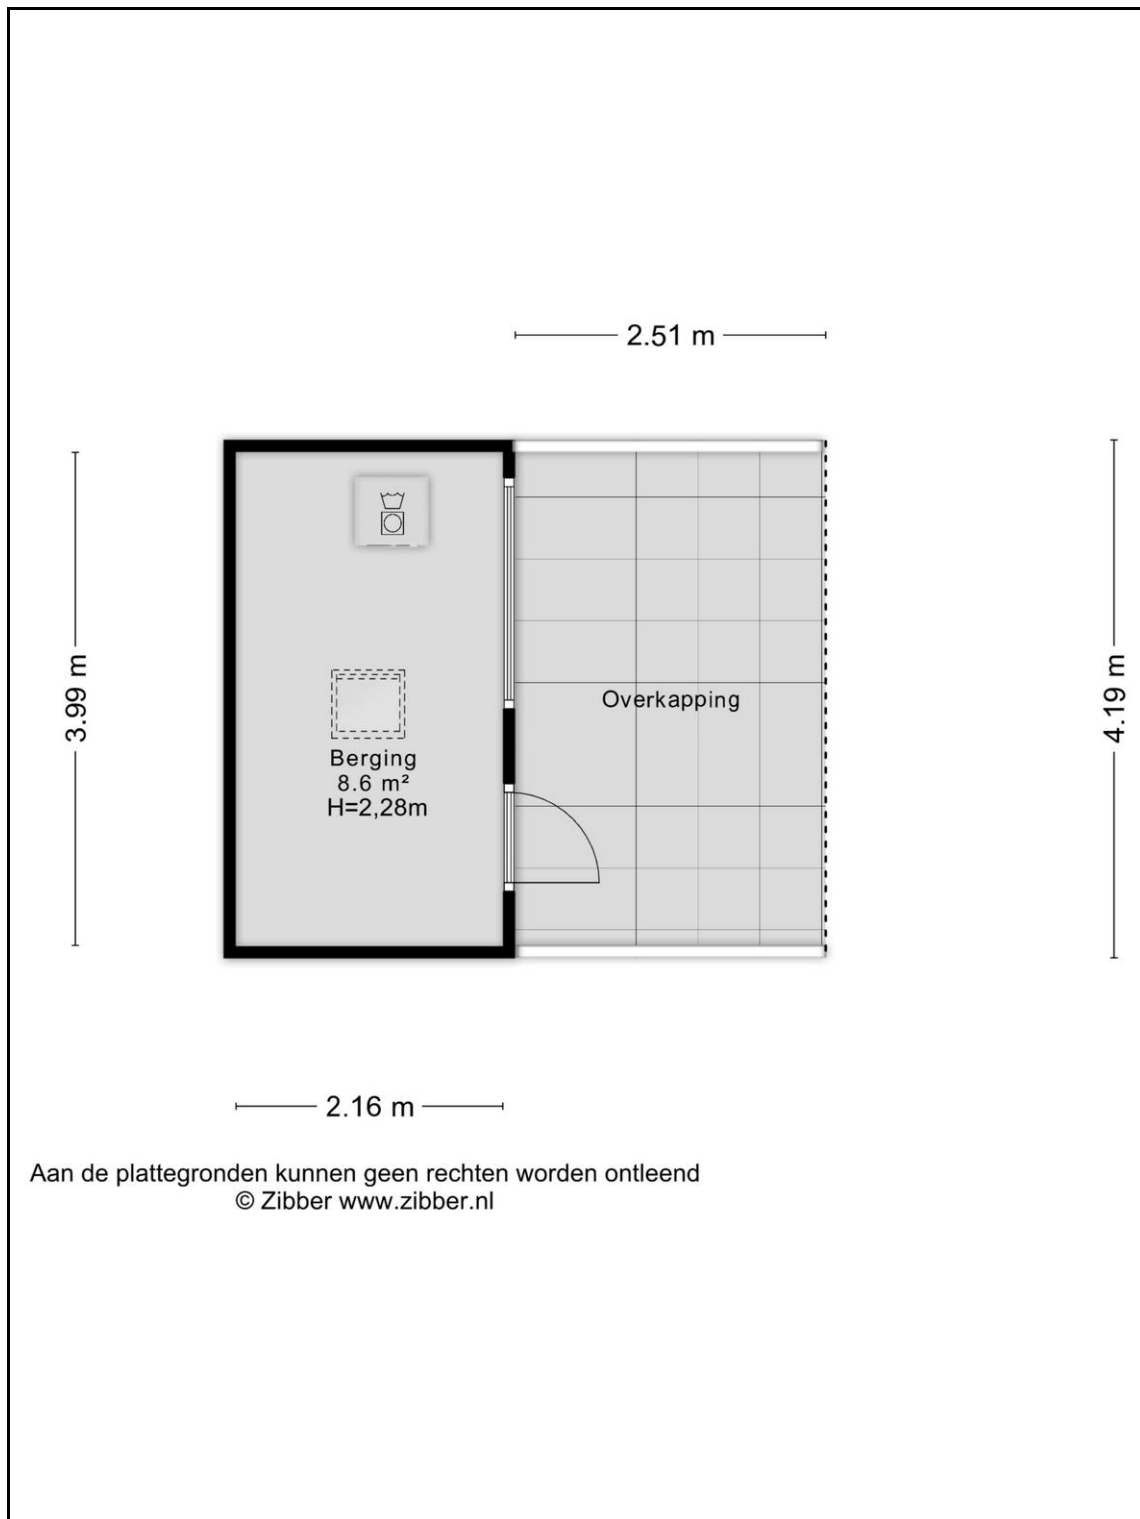 2.51 m
3.99 m
4.19 m
Overkapping
Berging
8.6 m²
H=2,28m
2.16 m
Aan de plattegronden kunnen geen rechten worden ontleend
© Zibber www.zibber.nl